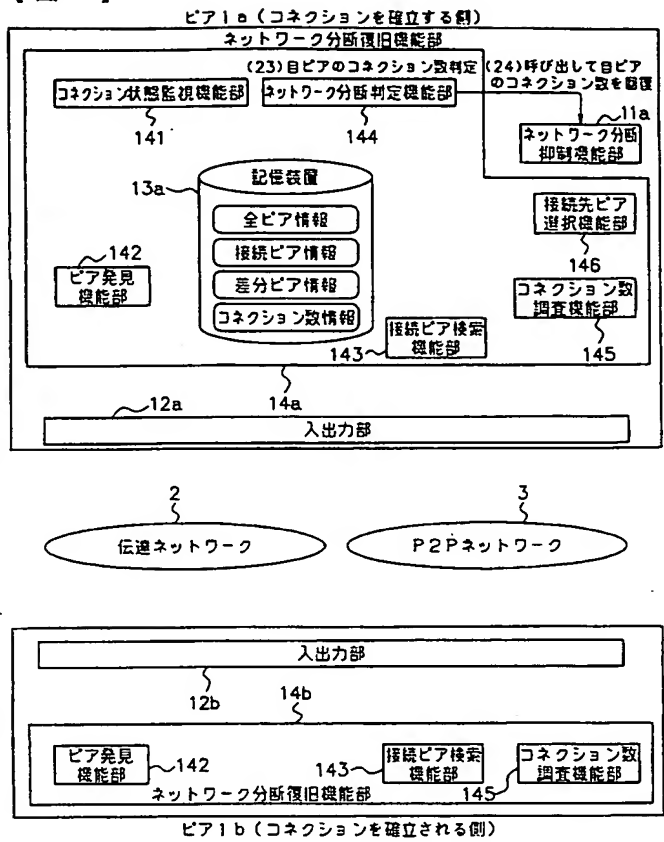 ピア1a(コネクションを確立する側)
ネットワーク分断復旧機能部
(23)自ピアのコネクション数判定
(24)呼び出して自ピア
のコネクション数を回復
コネクション状態監視機能部
141
ネットワーク分断判定機能部
144
11a
ネットワーク分断
抑制機能部
13a
記憶装置
全ピア情報
接続ピア情報
差分ピア情報
コネクション数情報
142
ピア発見
機能部
接続先ピア
選択機能部
146
コネクション数
調査機能部
145
接続ピア検索
機能部
143
14a
12a
入出力部
2
伝達ネットワーク
3
P2Pネットワーク
入出力部
12b
14b
ピア発見
機能部
142
接続ピア検索
機能部
143
コネクション数
調査機能部
145
ネットワーク分断復旧機能部
ピア1b(コネクションを確立される側)